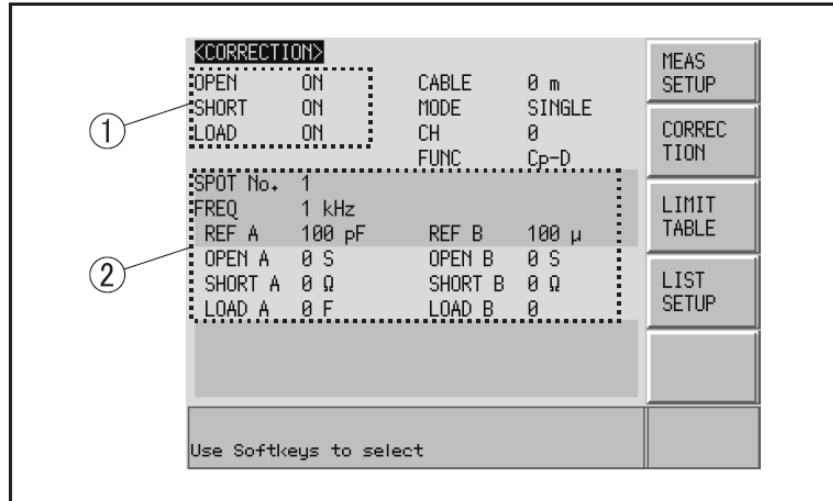 <CORRECTION>
OPEN ON CABLE 0 m
SHORT ON MODE SINGLE
LOAD ON CH 0
FUNC Cp-D
SPOT No. 1
FREQ 1 kHz
REF A 100 pF REF B 100 μ
OPEN A 0 S OPEN B 0 S
SHORT A 0 Ω SHORT B 0 Ω
LOAD A 0 F LOAD B 0
Use Softkeys to select
MEAS
SETUP
CORREC
TION
LIMIT
TABLE
LIST
SETUP
①
②